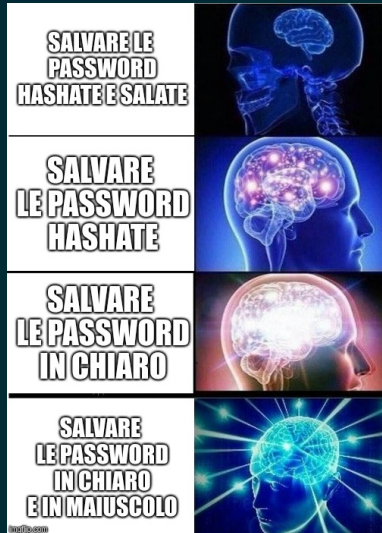 SALVARE LE
PASSWORD
HASHATE E SALATE
SALVARE
LE PASSWORD
HASHATE
SALVARE
LE PASSWORD
IN CHIARO
SALVARE
LE PASSWORD
IN CHIARO
E IN MAIUSCOLO
imgflip.com